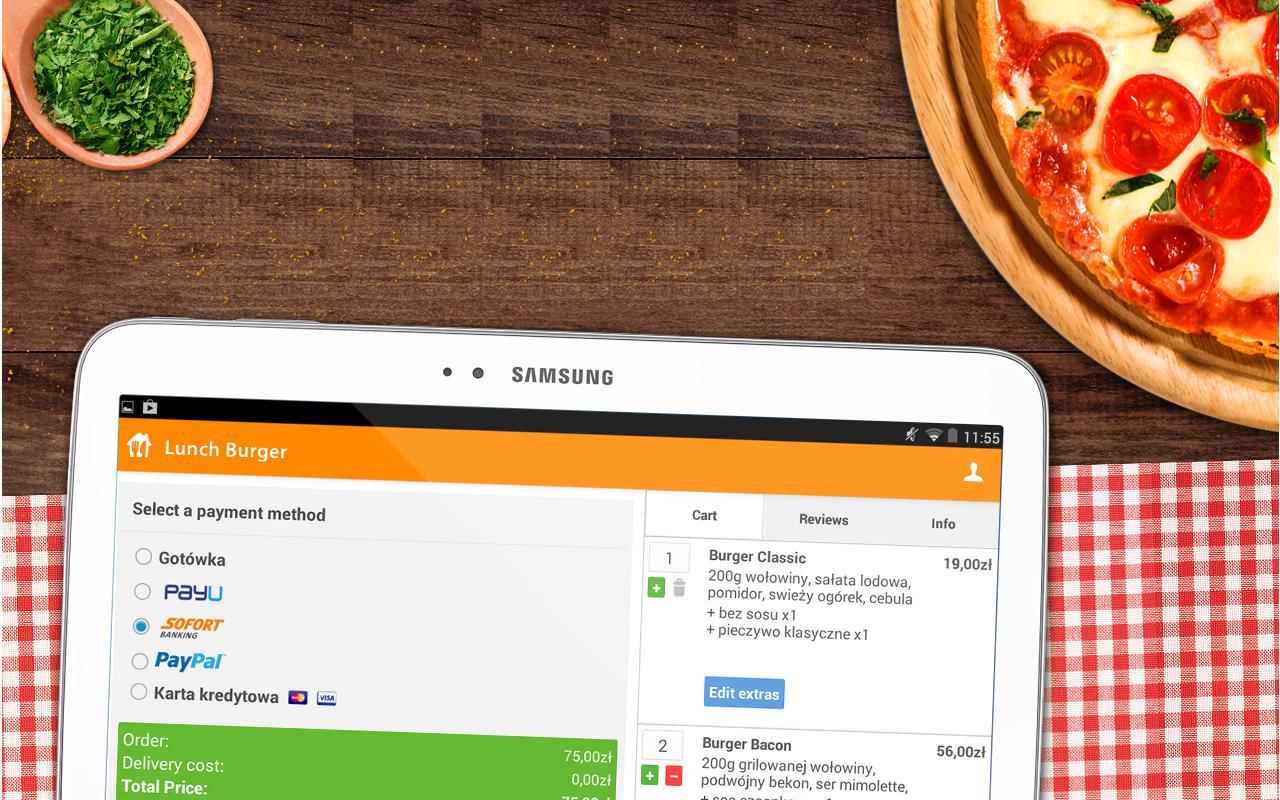 SAMSUNG
11:55
Lunch Burger
Select a payment method
Gotówka
PayU
SOFORT
BANKING
PayPal
Karta kredytowa
VISA
Order: 75,00zł
Delivery cost: 0,00zł
Total Price:
Cart Reviews Info
1 Burger Classic 19,00zł
200g wołowiny, sałata lodowa,
pomidor, swieży ogórek, cebula
+ bez sosu x1
+ pieczywo klasyczne x1
Edit extras
2 Burger Bacon 56,00zł
200g grilowanej wołowiny,
podwójny bekon, ser mimolette,